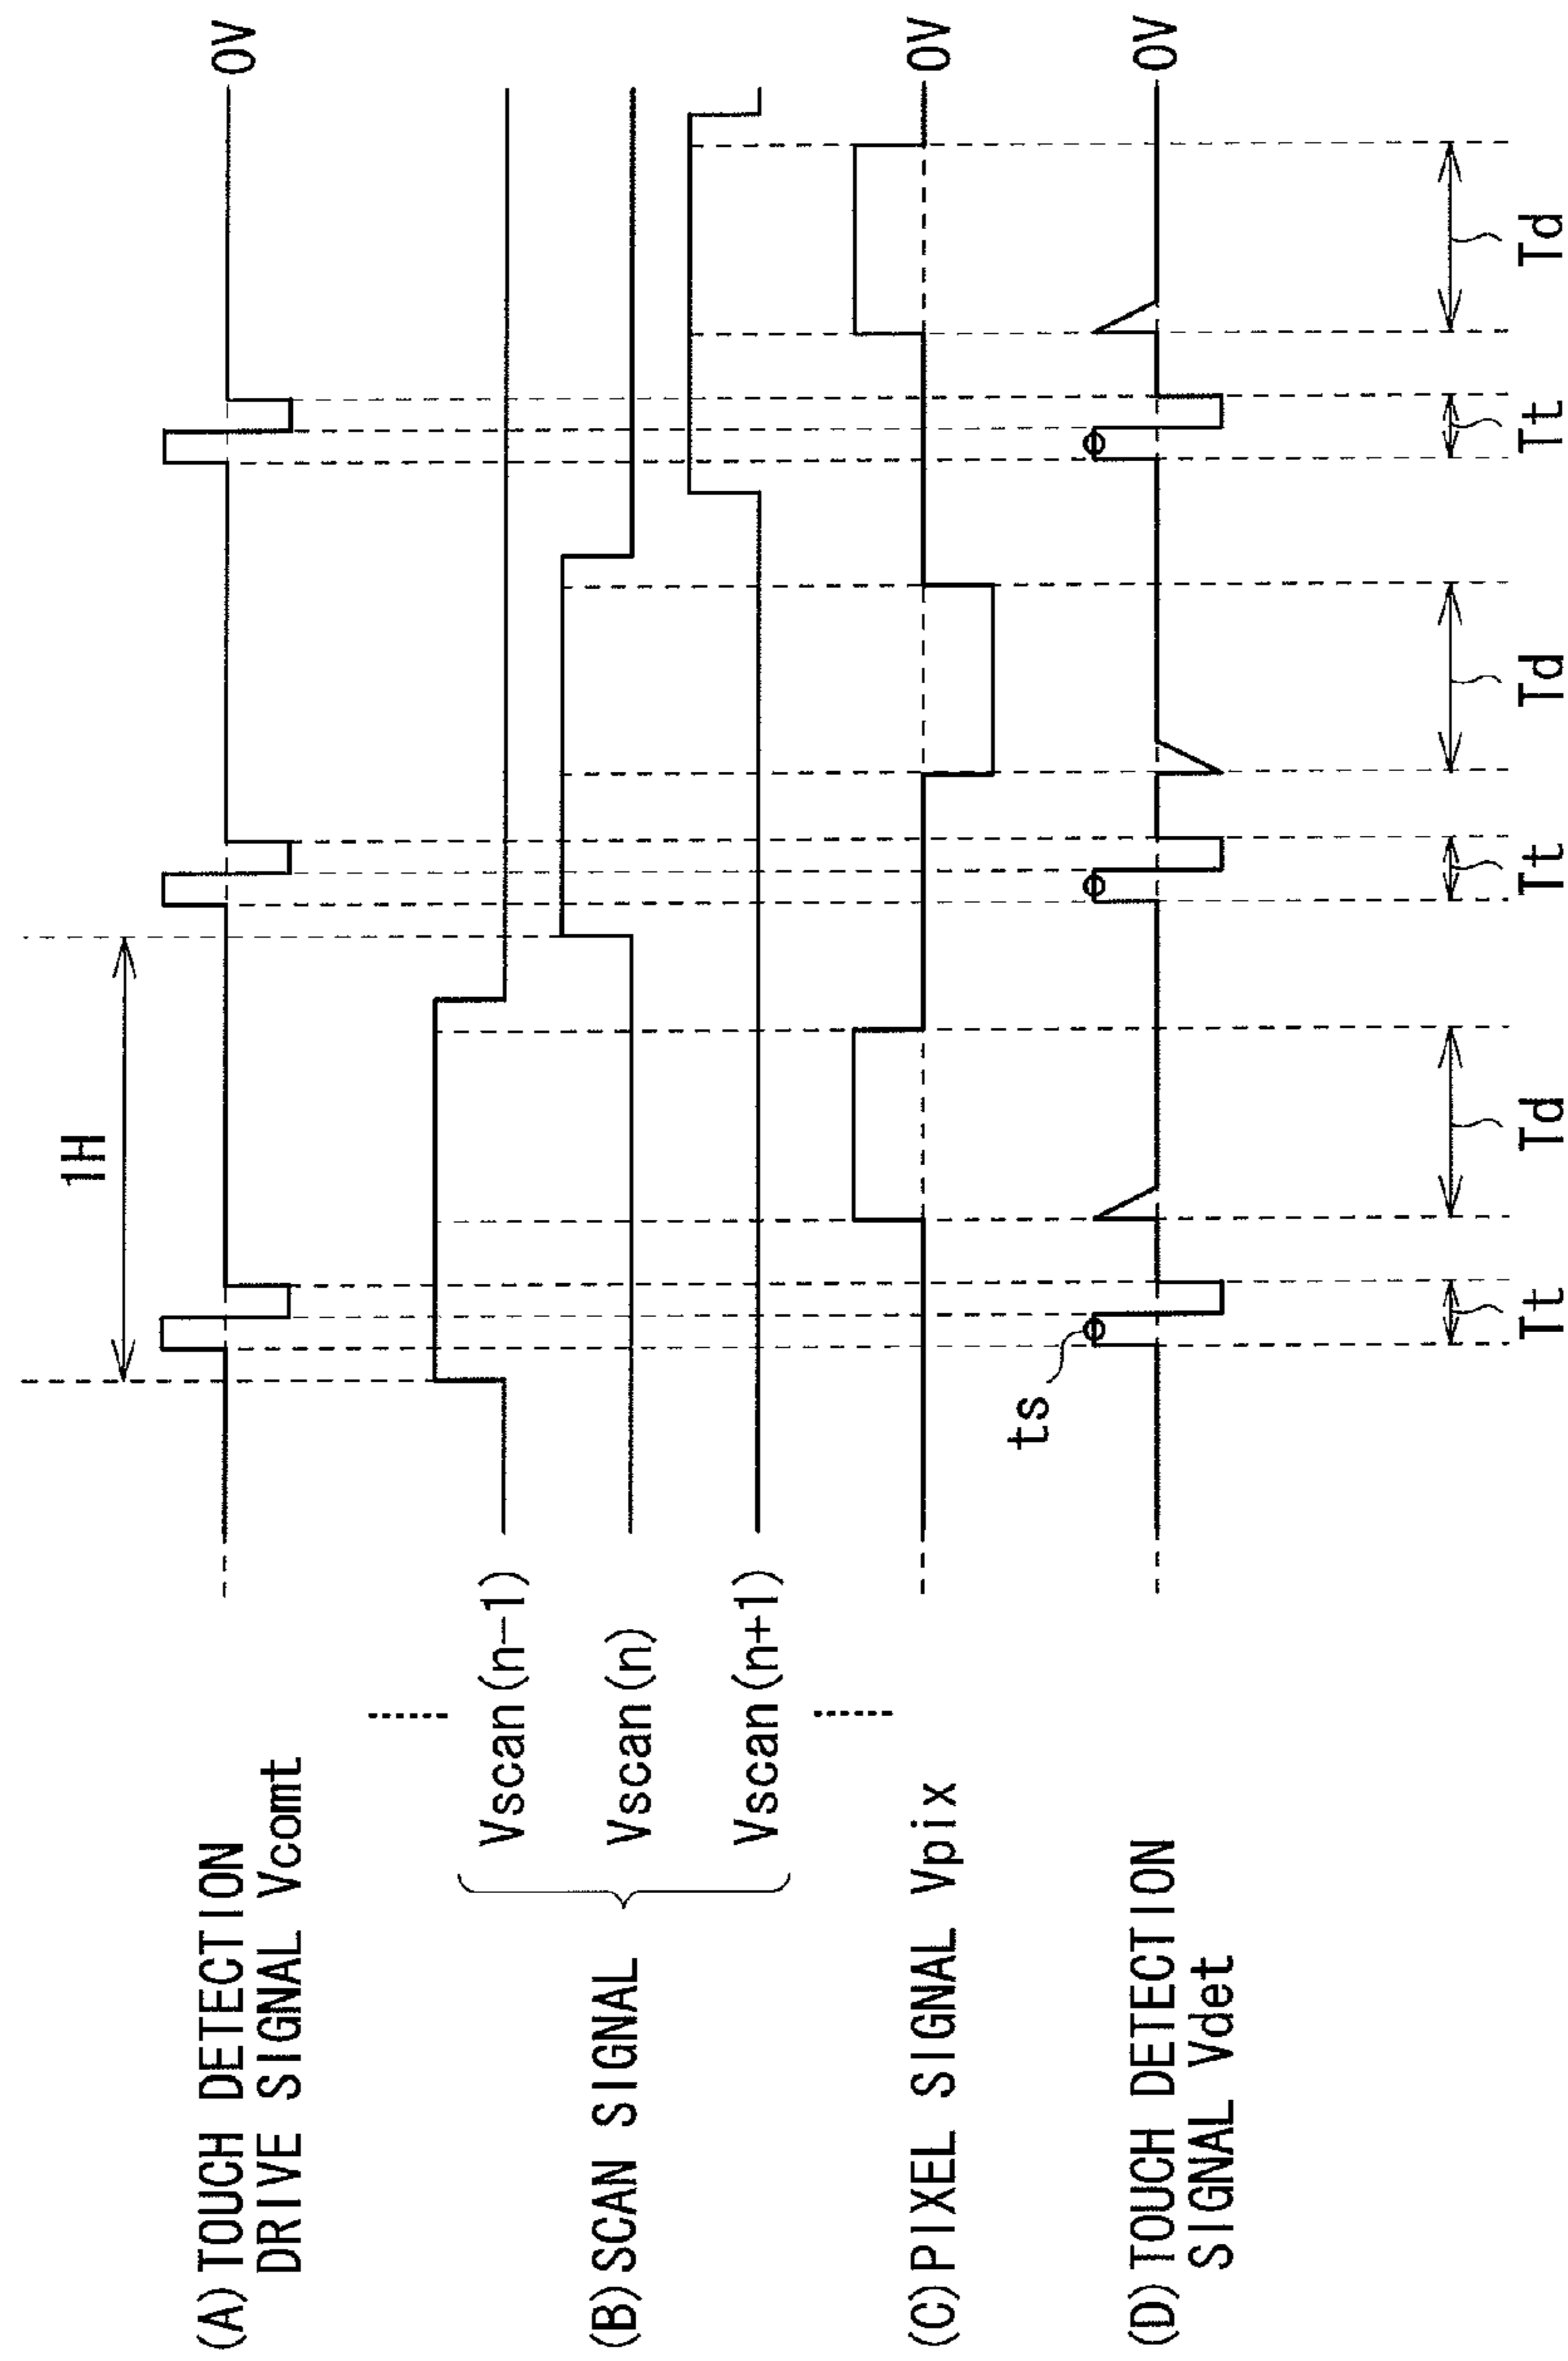 1H
(A)TOUCH DETECTION
DRIVE SIGNAL Vcomt
0V
(B)SCAN SIGNAL
Vscan(n-1)
Vscan(n)
Vscan(n+1)
(C)PIXEL SIGNAL Vpix
0V
ts
(D)TOUCH DETECTION
SIGNAL Vdet
0V
Tt
Td
Tt
Td
Tt
Td